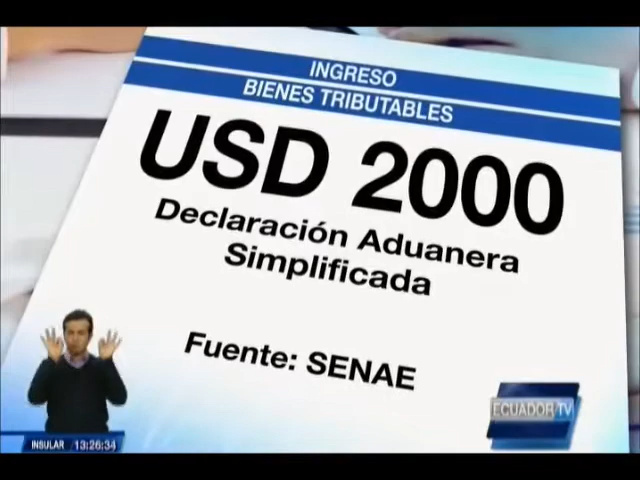 INGRESO
BIENES TRIBUTABLES
USD 2000
Declaración Aduanera
Simplificada
Fuente: SENAE
ECUADOR TV
INSULAR 13:26:34